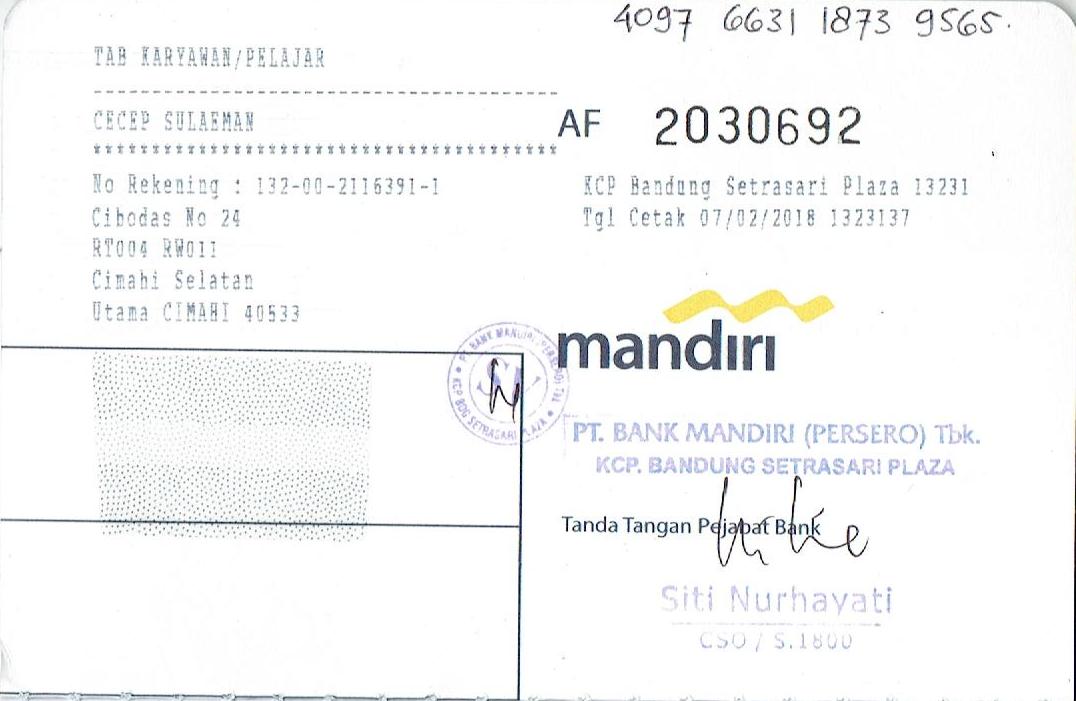 4097 6631 1873 9565.
TAB KARYAWAN/PELAJAR
CECEP SULAEMAN
AF 2030692
No Rekening : 132-00-2116391-1
Cibodas No 24
RT004 RW011
Cimahi Selatan
Utama CIMAHI 40533
KCP Bandung Setrasari Plaza 13231
Tgl Cetak 07/02/2018 1323137
mandiri
PT. BANK MANDIRI (PERSERO) Tbk.
KCP BDG SETRASARI PLAZA
PT. BANK MANDIRI (PERSERO) Tbk.
KCP. BANDUNG SETRASARI PLAZA
Tanda Tangan Pejabat Bank
Siti Nurhayati
CSO / S.1800